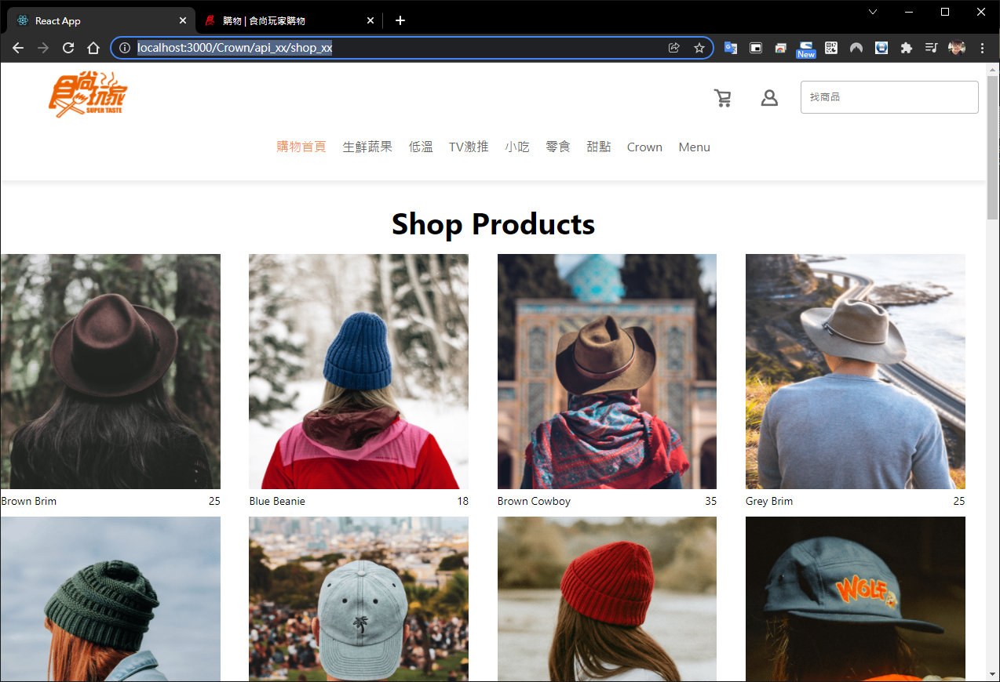 React App
購物 | 食尚玩家購物
localhost:3000/Crown/api_xx/shop_xx
New
食尚玩家
SUPER TASTE
找商品
購物首頁 生鮮蔬果 低溫 TV激推 小吃 零食 甜點 Crown Menu
Shop Products
Brown Brim 25 Blue Beanie 18 Brown Cowboy 35 Grey Brim 25
WOLF